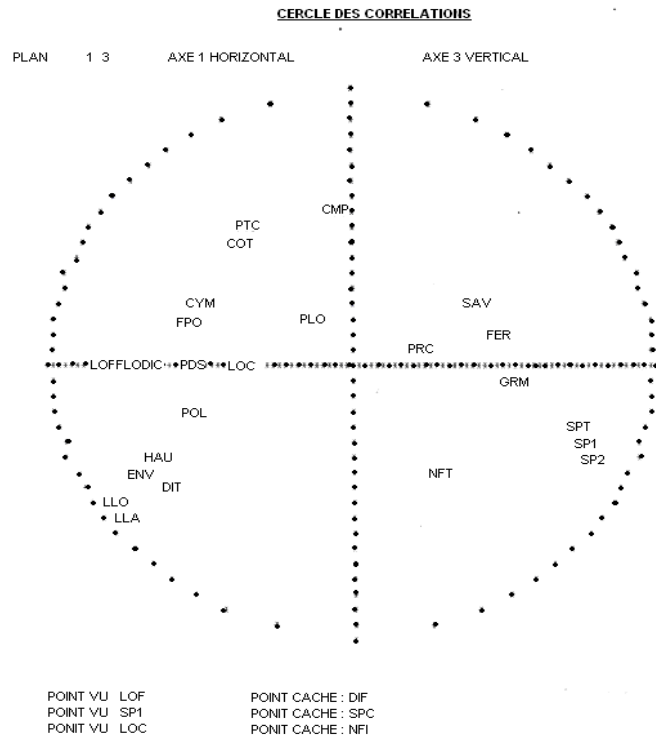 CERCLE DES CORRELATIONS
PLAN 1 3 AXE 1 HORIZONTAL AXE 3 VERTICAL
CMP
PTC
COT
CYM SAV
FPO PLO
FER
PRC
LOFFLODIC PDS LOC
GRM
POL
SPT
SP1
HAU SP2
ENV NFT
DIT
LLO
LLA
POINT VU LOF POINT CACHE : DIF
POINT VU SP1 PONIT CACHE : SPC
PONIT VU LOC PONIT CACHE : NFI